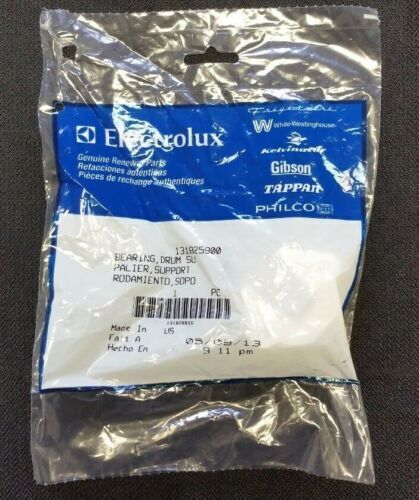 Electrolux
Genuine Renewal Parts
Refacciones autenticas
Pièces de rechange authentiques
Frigidaire
White-Westinghouse
Kelvinator
Gibson
TAPPAN
PHILCO
131825900
BEARING,DRUM SU
PALIER,SUPPORT
RODAMIENTO,SOPO
1 PC
Made In US
Fait A 05/09/13
Hecho En 9 11 pm